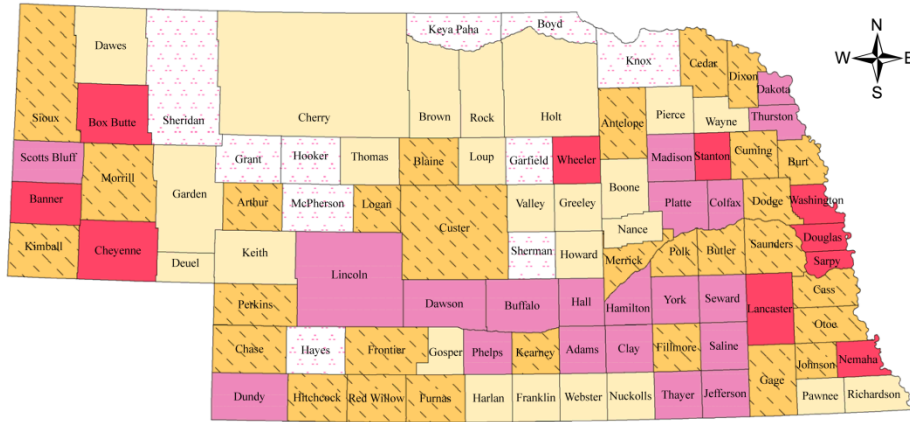 N
W E
S
Boyd
Keya Paha
Knox
Dawes
Cedar
Dixon
Dakota
Sioux
Box Butte
Sheridan
Cherry
Brown
Rock
Holt
Antelope
Pierce
Wayne
Thurston
Scotts Bluff
Morrill
Garden
Grant
Hooker
Thomas
Blaine
Loup
Garfield
Wheeler
Madison
Stanton
Cuming
Burt
Banner
Arthur
McPherson
Logan
Custer
Valley
Greeley
Boone
Platte
Colfax
Dodge
Washington
Kimball
Cheyenne
Deuel
Keith
Lincoln
Sherman
Howard
Nance
Merrick
Polk
Butler
Saunders
Douglas
Sarpy
Perkins
Dawson
Buffalo
Hall
Hamilton
York
Seward
Lancaster
Cass
Otoe
Chase
Hayes
Frontier
Gosper
Phelps
Kearney
Adams
Clay
Fillmore
Saline
Johnson
Nemaha
Dundy
Hitchcock
Red Willow
Furnas
Harlan
Franklin
Webster
Nuckolls
Thayer
Jefferson
Gage
Pawnee
Richardson